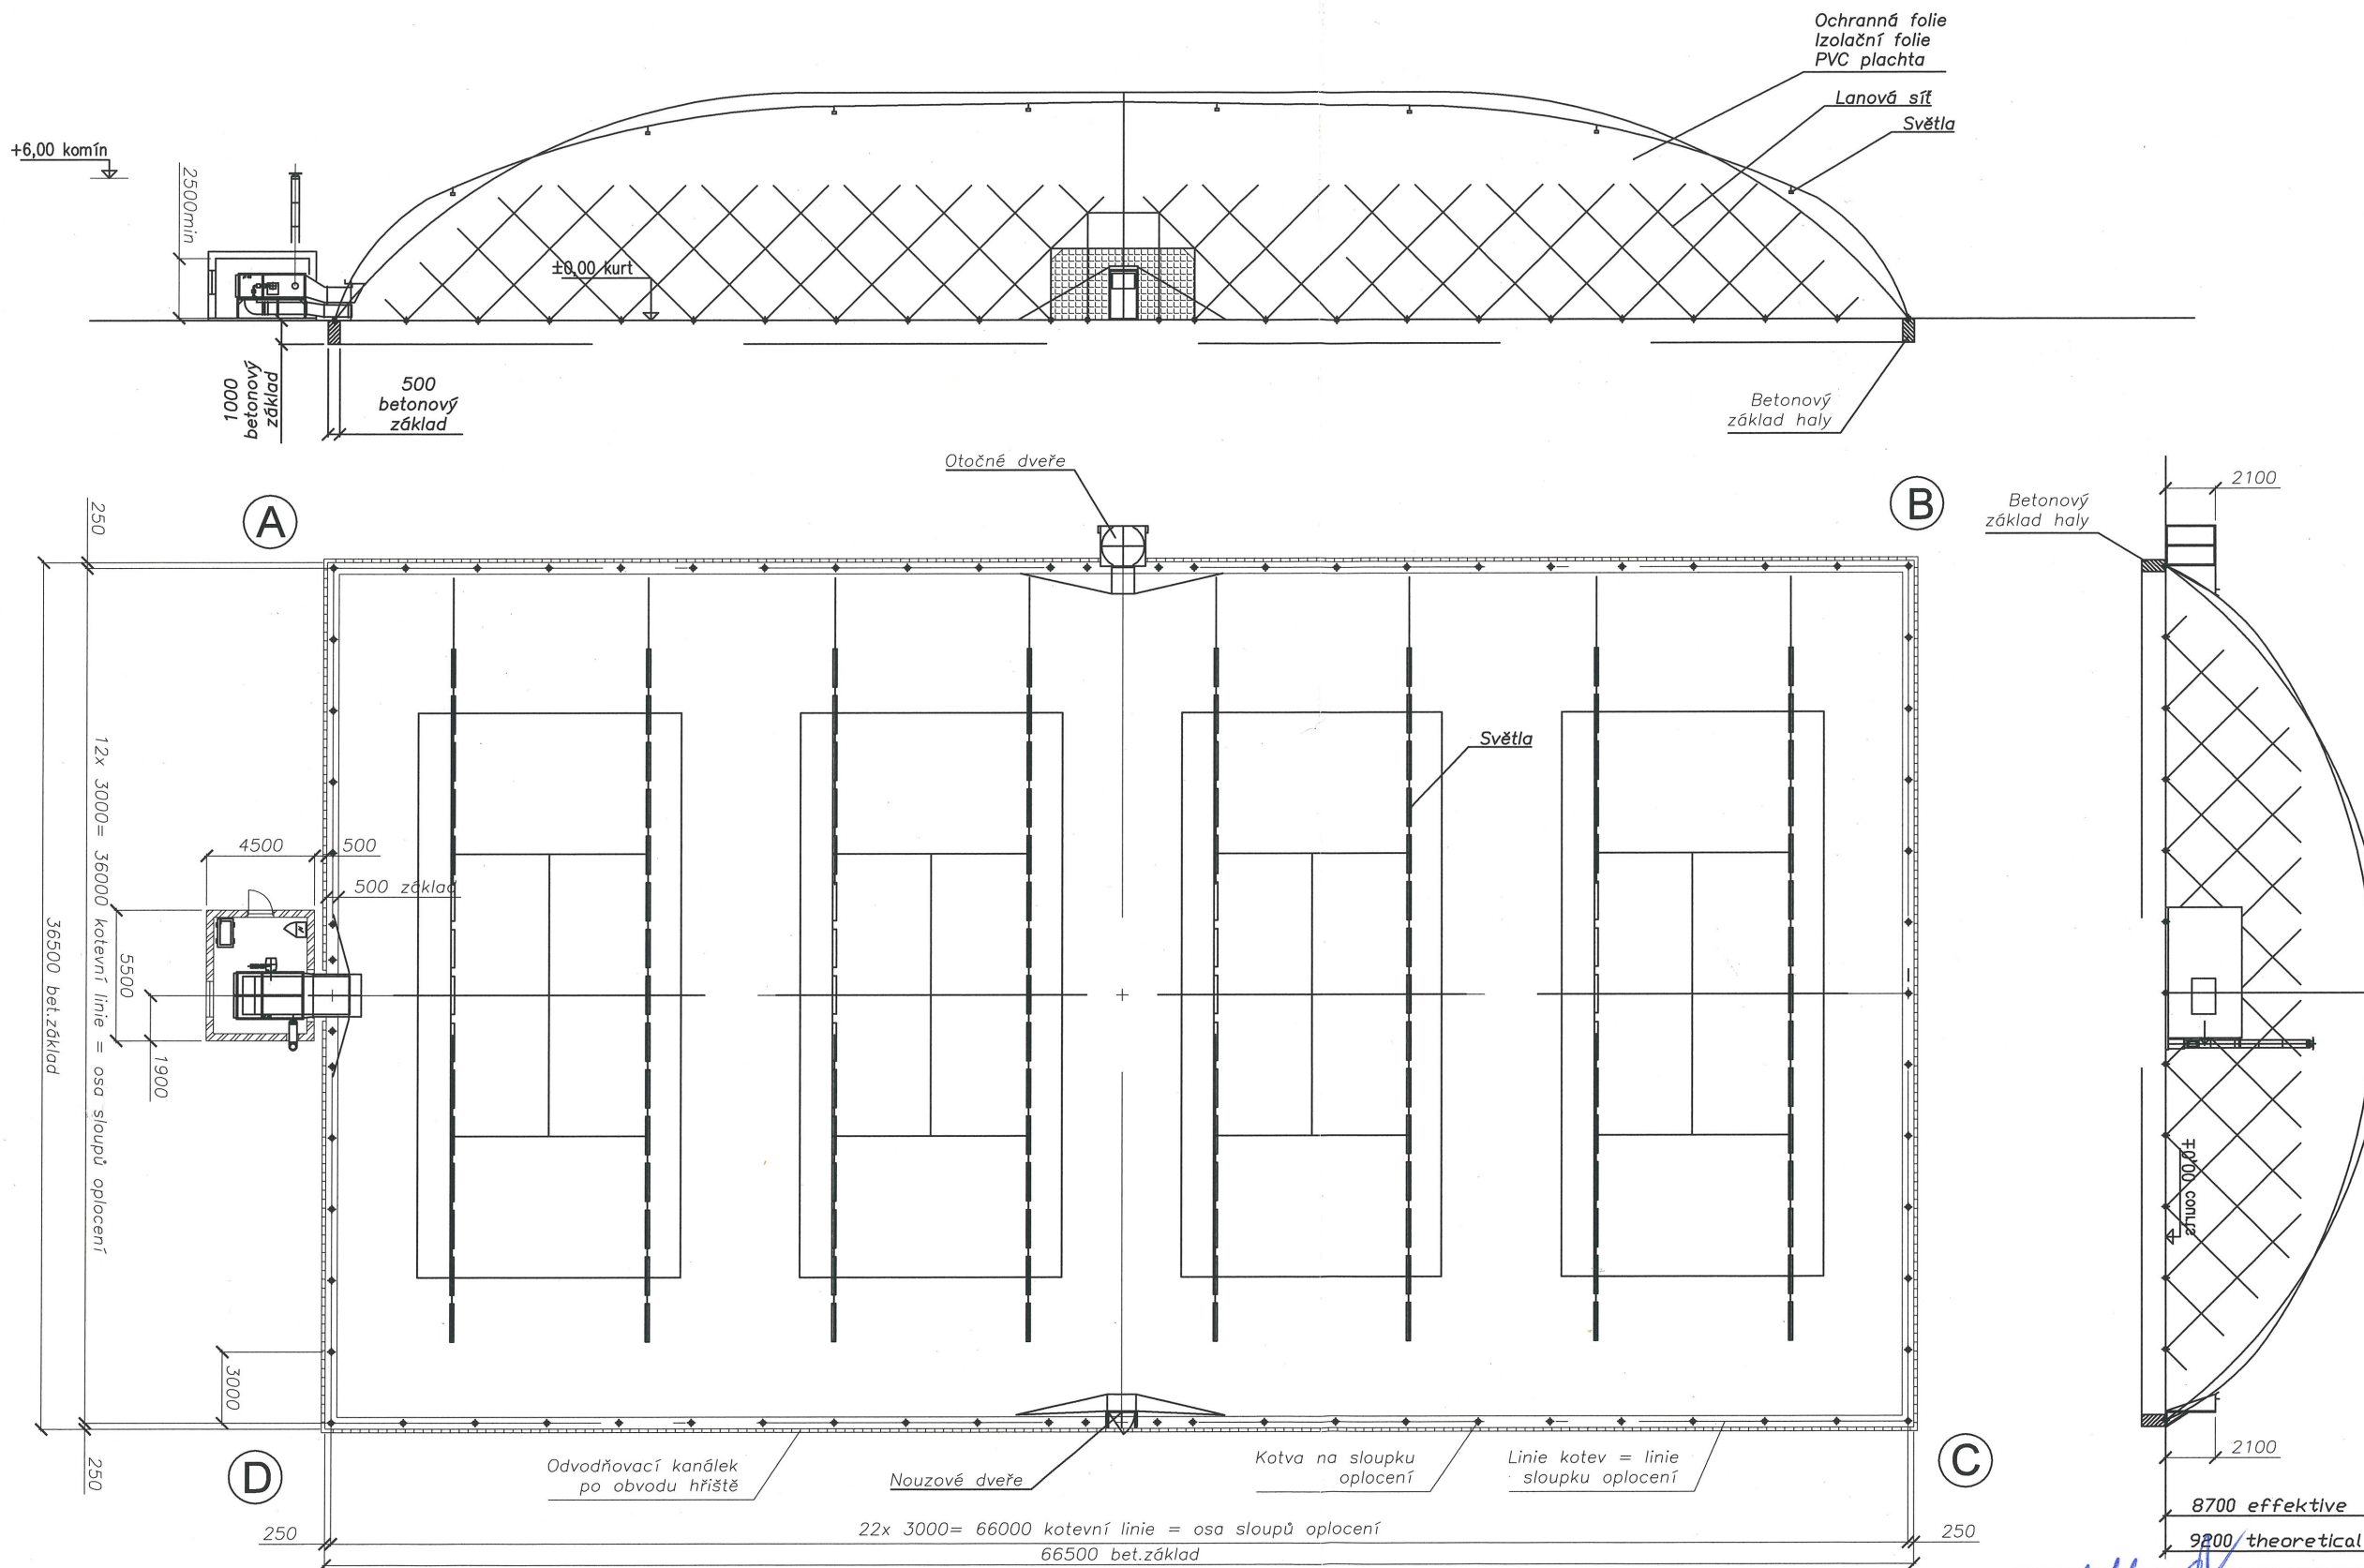 Ochranná folie
Izolační folie
PVC plachta
Lanová síť
Světla
+6,00 komín
2500min
±0,00 kurt
1000
betonový
základ
500
betonový
základ
Betonový
základ haly
Otočné dveře
A
B
250
2100
Betonový
základ haly
12x 3000= 36000 kotevní linie = osa sloupů oplocení
36500 bet.základ
4500
500
500 základ
5500
1900
3000
Světla
±0,00 conus
D
C
250
Odvodňovací kanálek
po obvodu hřiště
Nouzové dveře
Kotva na sloupku
oplocení
Linie kotev = linie
sloupku oplocení
2100
8700 effektive
theoretical
250
22x 3000= 66000 kotevní linie = osa sloupů oplocení
250
66500 bet.základ